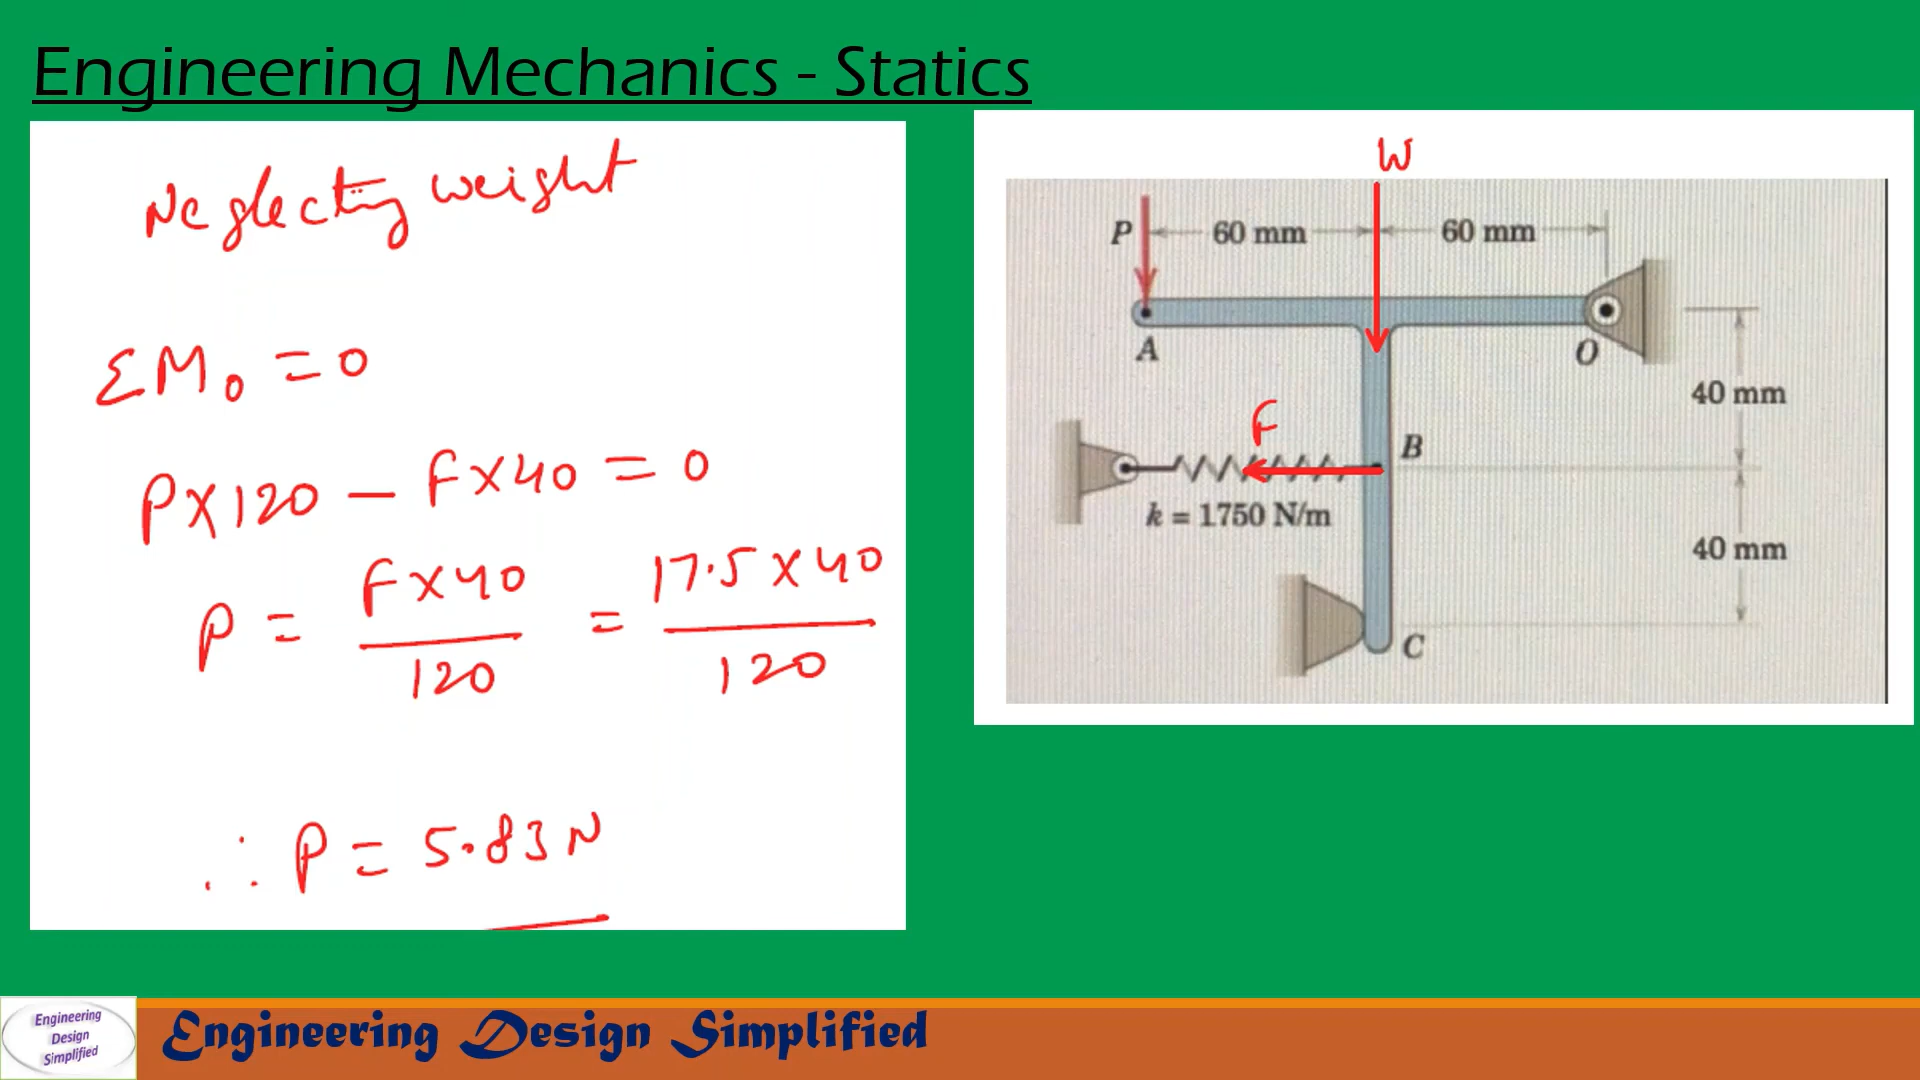 Engineering Mechanics - Statics
Neglecting weight
ΣM₀ = 0
P×120 − F×40 = 0
P = F×40 / 120 = 17.5×40 / 120
∴ P = 5.83 N
W
P 60 mm 60 mm
A O
40 mm
F
B
k = 1750 N/m
40 mm
C
Engineering
Design
Simplified
Engineering Design Simplified